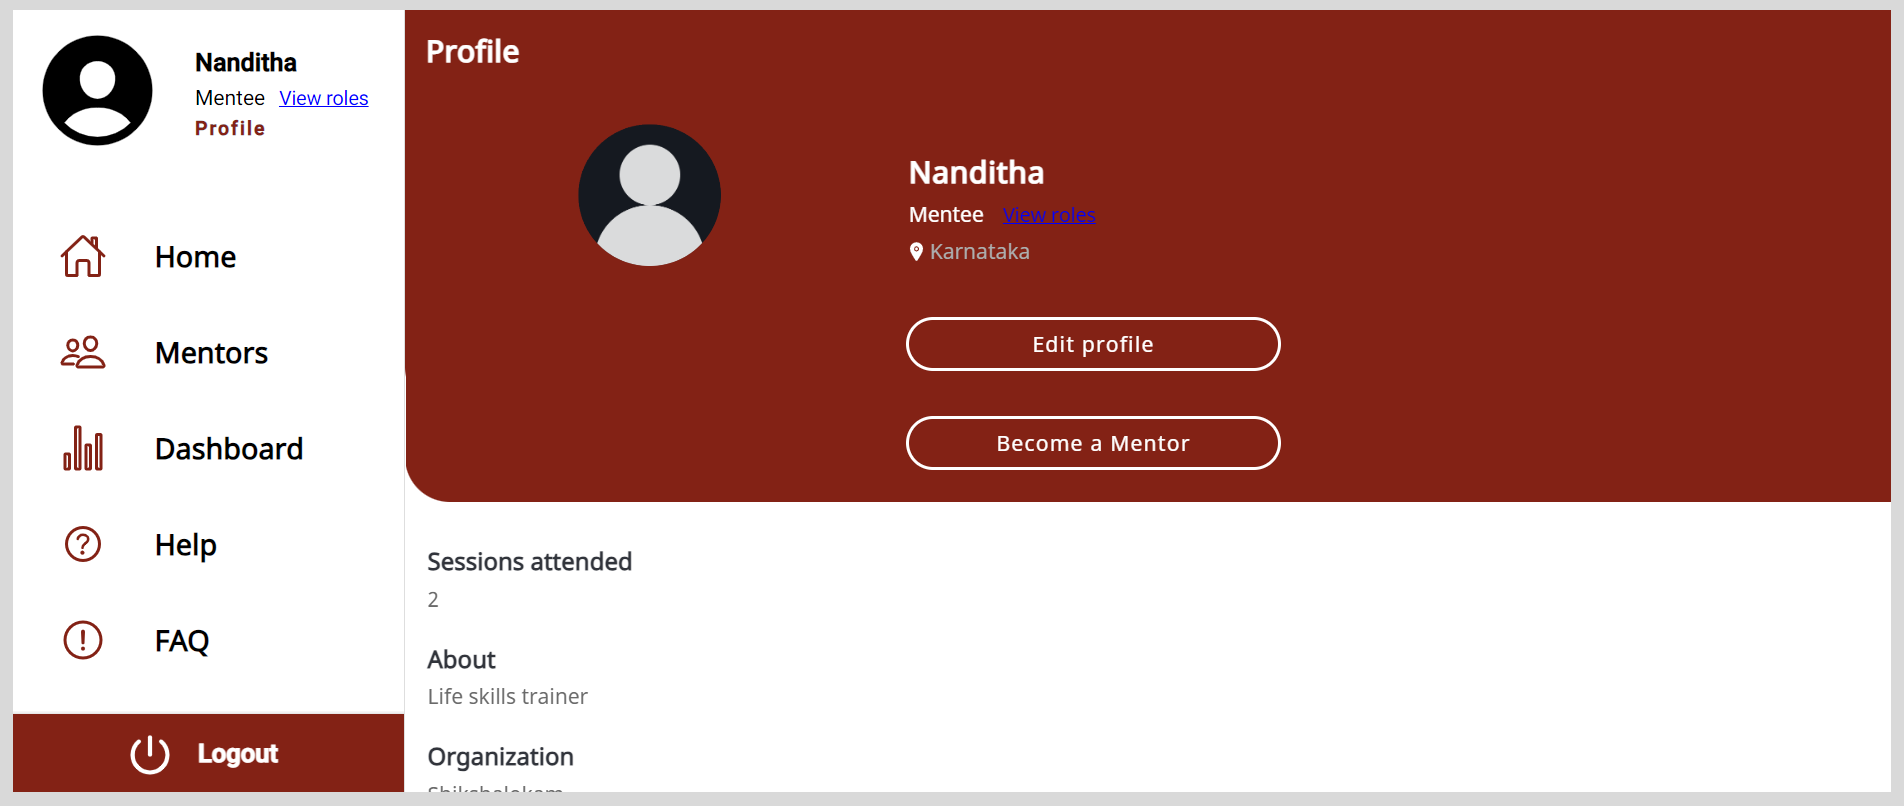 Nanditha
Mentee View roles
Profile
Home
Mentors
Dashboard
Help
FAQ
Logout
Profile
Nanditha
Mentee View roles
Karnataka
Edit profile
Become a Mentor
Sessions attended
2
About
Life skills trainer
Organization
Shikshalokam